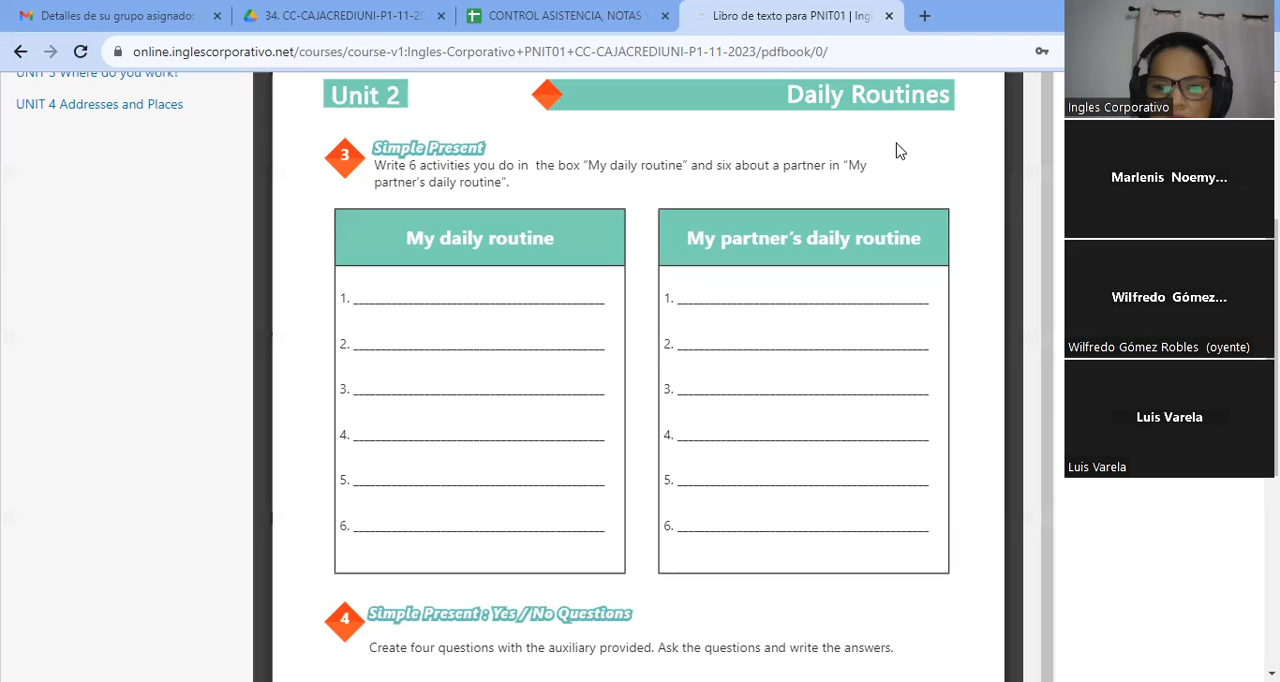 Detalles de su grupo asignado:
34. CC-CAJACREDIUNI-P1-11-20
CONTROL ASISTENCIA, NOTAS Y
Libro de texto para PNIT01 | Ingl
online.inglescorporativo.net/courses/course-v1:Ingles-Corporativo+PNIT01+CC-CAJACREDIUNI-P1-11-2023/pdfbook/0/
UNIT 3 Where do you work?
UNIT 4 Addresses and Places
Unit 2
Daily Routines
3
Simple Present
Write 6 activities you do in the box “My daily routine” and six about a partner in “My
partner’s daily routine”.
My daily routine
1.
2.
3.
4.
5.
6.
My partner’s daily routine
1.
2.
3.
4.
5.
6.
4
Simple Present : Yes / No Questions
Create four questions with the auxiliary provided. Ask the questions and write the answers.
Ingles Corporativo
Marlenis Noemy...
Wilfredo Gómez...
Wilfredo Gómez Robles (oyente)
Luis Varela
Luis Varela